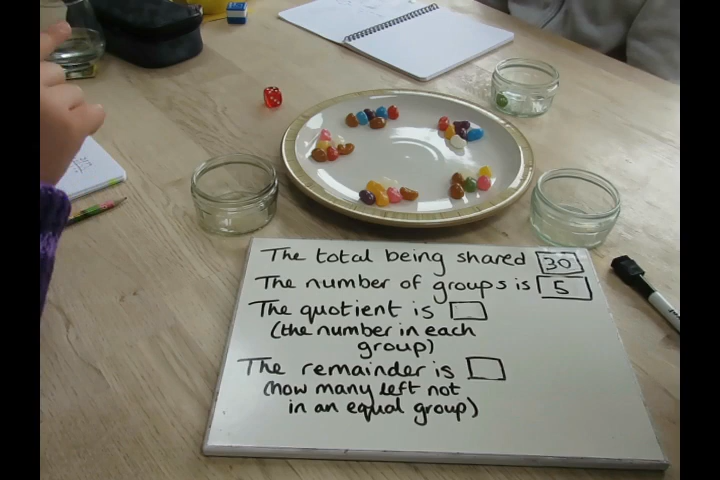 The total being shared 30
The number of groups is 5
The quotient is
(the number in each
group)
The remainder is
(how many left not
in an equal group)